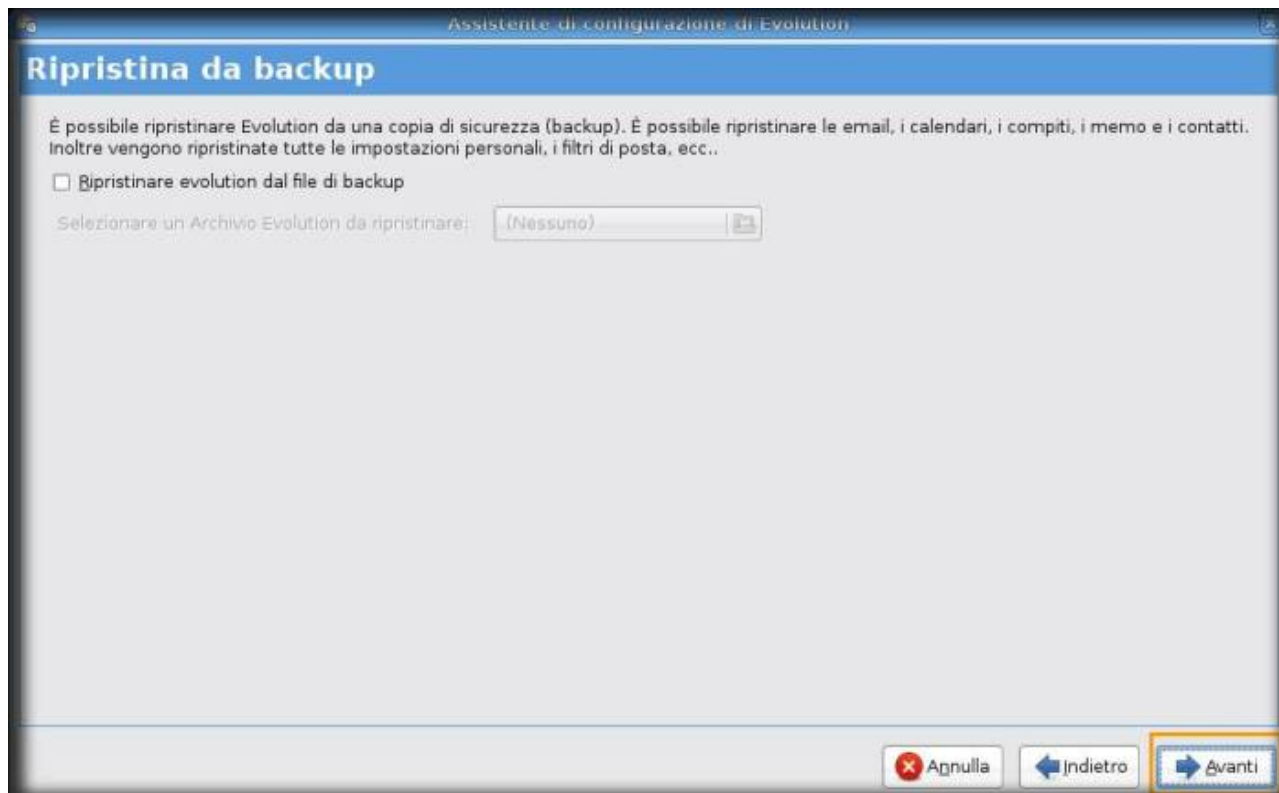 Assistente di configurazione di Evolution
Ripristina da backup
È possibile ripristinare Evolution da una copia di sicurezza (backup). È possibile ripristinare le email, i calendari, i compiti, i memo e i contatti.
Inoltre vengono ripristinate tutte le impostazioni personali, i filtri di posta, ecc..
Ripristinare evolution dal file di backup
Selezionare un Archivio Evolution da ripristinare: (Nessuno)
Annulla Indietro Avanti